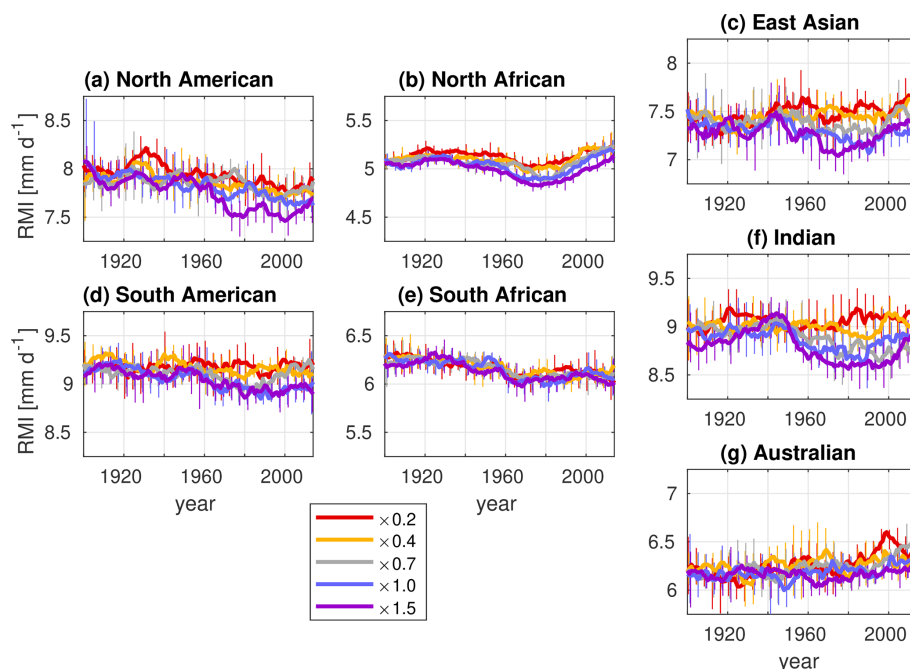 (a) North American
RMI [mm d⁻¹]
8.5
8
7.5
1920 1960 2000
(b) North African
5.5
5
4.5
1920 1960 2000
(c) East Asian
8
7.5
7
1920 1960 2000
(d) South American
RMI [mm d⁻¹]
9.5
9
8.5
1920 1960 2000
year
(e) South African
6.5
6
5.5
1920 1960 2000
year
(f) Indian
9.5
9
8.5
1920 1960 2000
(g) Australian
7
6.5
6
1920 1960 2000
year
×0.2
×0.4
×0.7
×1.0
×1.5